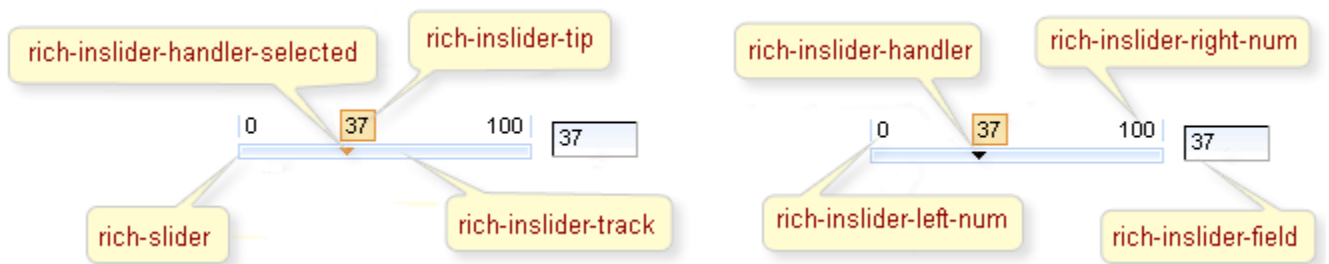 rich-inslider-handler-selected
rich-inslider-tip
0
37
100
37
rich-slider
rich-inslider-track
rich-inslider-handler
rich-inslider-right-num
0
37
100
37
rich-inslider-left-num
rich-inslider-field